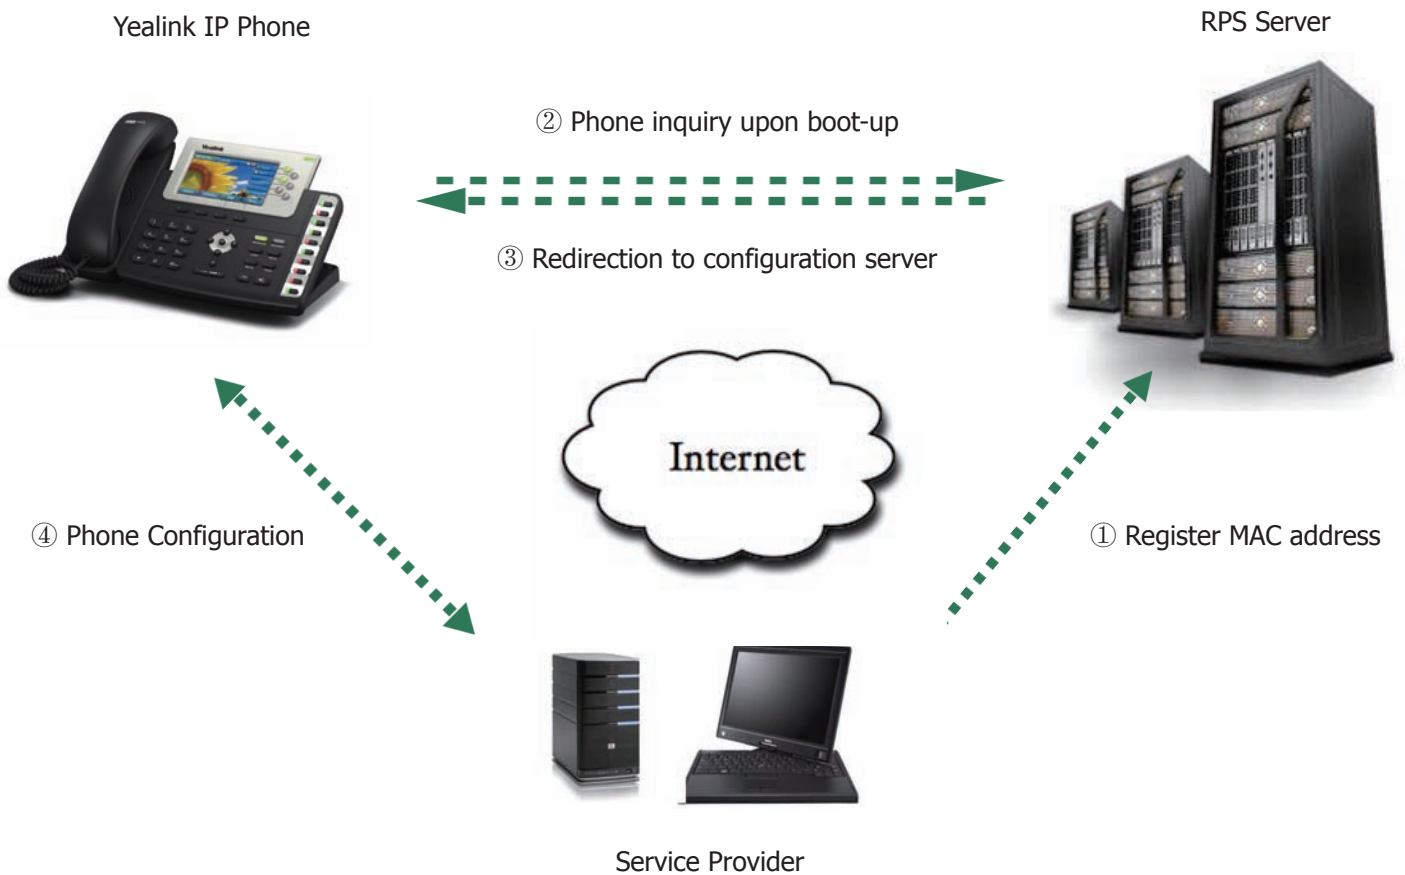 Yealink IP Phone
RPS Server
② Phone inquiry upon boot-up
Yealink
③ Redirection to configuration server
Internet
④ Phone Configuration
① Register MAC address
Service Provider